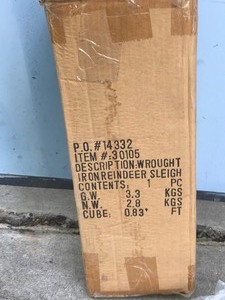 P.O.#14332
ITEM #:30105
DESCRIPTION:WROUGHT
IRON REINDEER SLEIGH
CONTENTS: 1 PC
G.W. 3.3 KGS
N.W. 2.8 KGS
CUBE: 0.83' FT